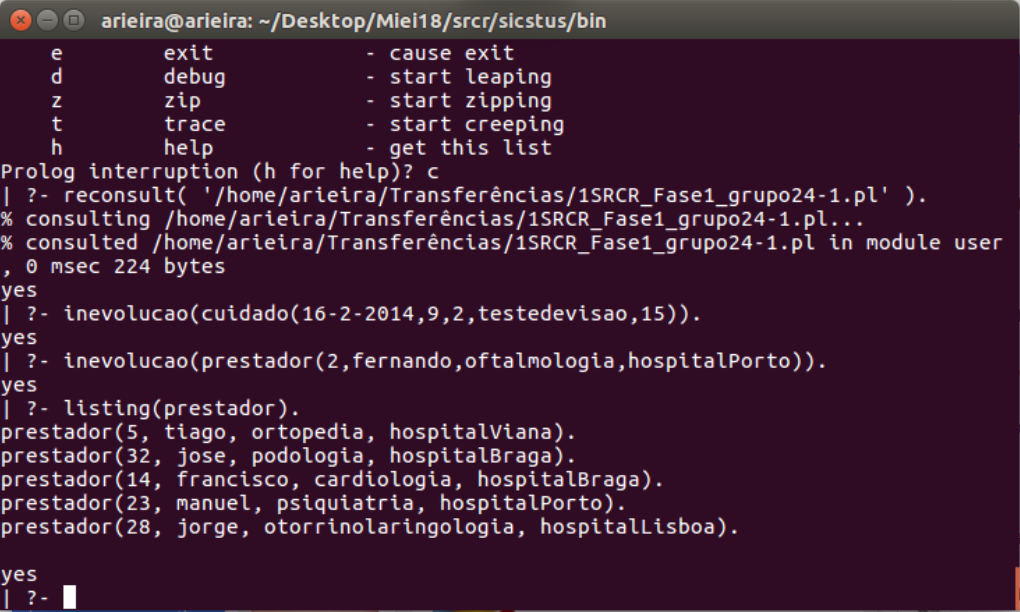 arieira@arieira: ~/Desktop/Miei18/srcr/sicstus/bin
e exit - cause exit
d debug - start leaping
z zip - start zipping
t trace - start creeping
h help - get this list
Prolog interruption (h for help)? c
| ?- reconsult( '/home/arieira/Transferências/1SRCR_Fase1_grupo24-1.pl' ).
% consulting /home/arieira/Transferências/1SRCR_Fase1_grupo24-1.pl...
% consulted /home/arieira/Transferências/1SRCR_Fase1_grupo24-1.pl in module user
, 0 msec 224 bytes
yes
| ?- inevolucao(cuidado(16-2-2014,9,2,testedevisao,15)).
yes
| ?- inevolucao(prestador(2,fernando,oftalmologia,hospitalPorto)).
yes
| ?- listing(prestador).
prestador(5, tiago, ortopedia, hospitalViana).
prestador(32, jose, podologia, hospitalBraga).
prestador(14, francisco, cardiologia, hospitalBraga).
prestador(23, manuel, psiquiatria, hospitalPorto).
prestador(28, jorge, otorrinolaringologia, hospitalLisboa).
yes
| ?-